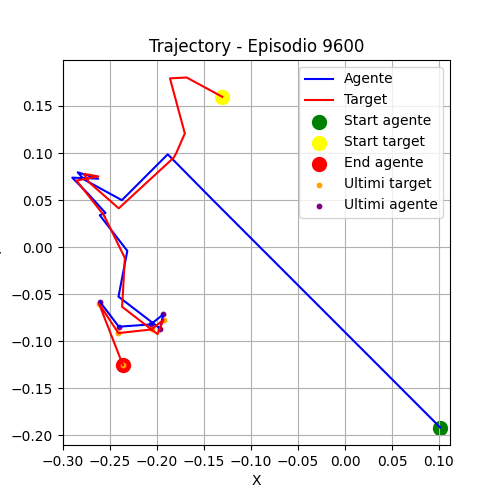 Trajectory - Episodio 9600
Agente
Target
Start agente
Start target
End agente
Ultimi target
Ultimi agente
0.15
0.10
0.05
0.00
−0.05
−0.10
−0.15
−0.20
−0.30 −0.25 −0.20 −0.15 −0.10 −0.05 0.00 0.05 0.10
X